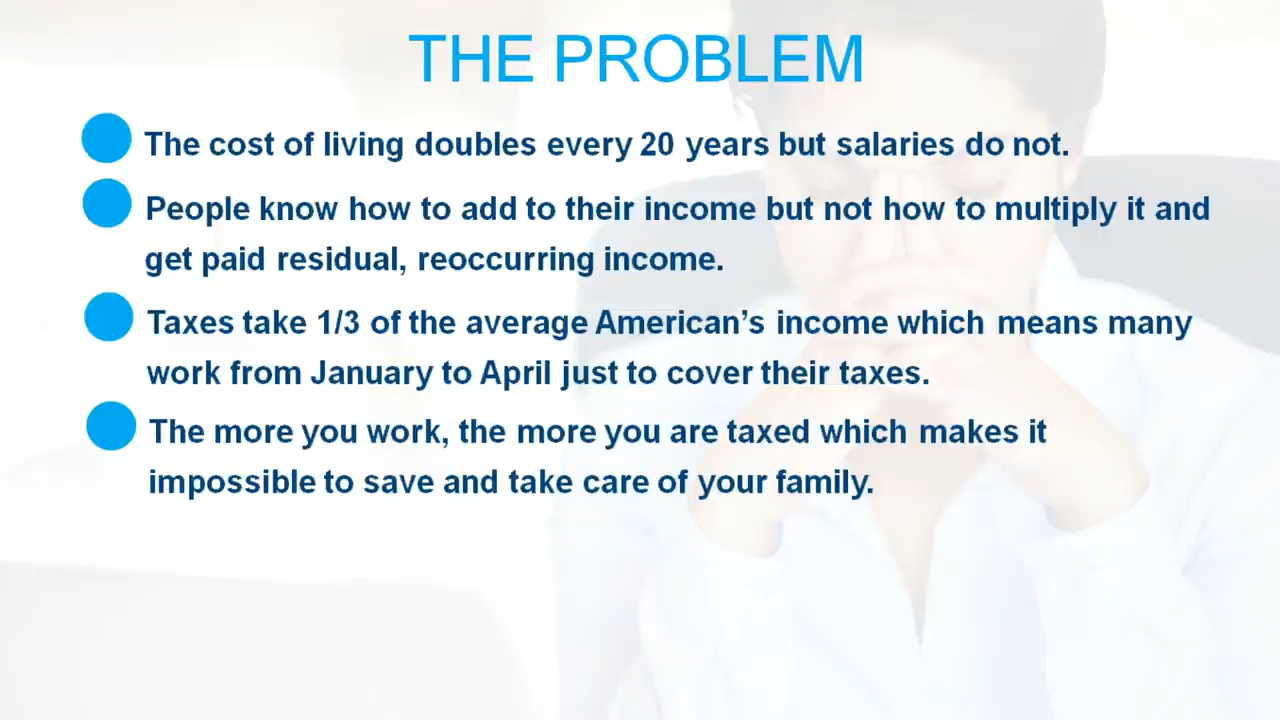 THE PROBLEM
The cost of living doubles every 20 years but salaries do not.
People know how to add to their income but not how to multiply it and
get paid residual, reoccurring income.
Taxes take 1/3 of the average American’s income which means many
work from January to April just to cover their taxes.
The more you work, the more you are taxed which makes it
impossible to save and take care of your family.